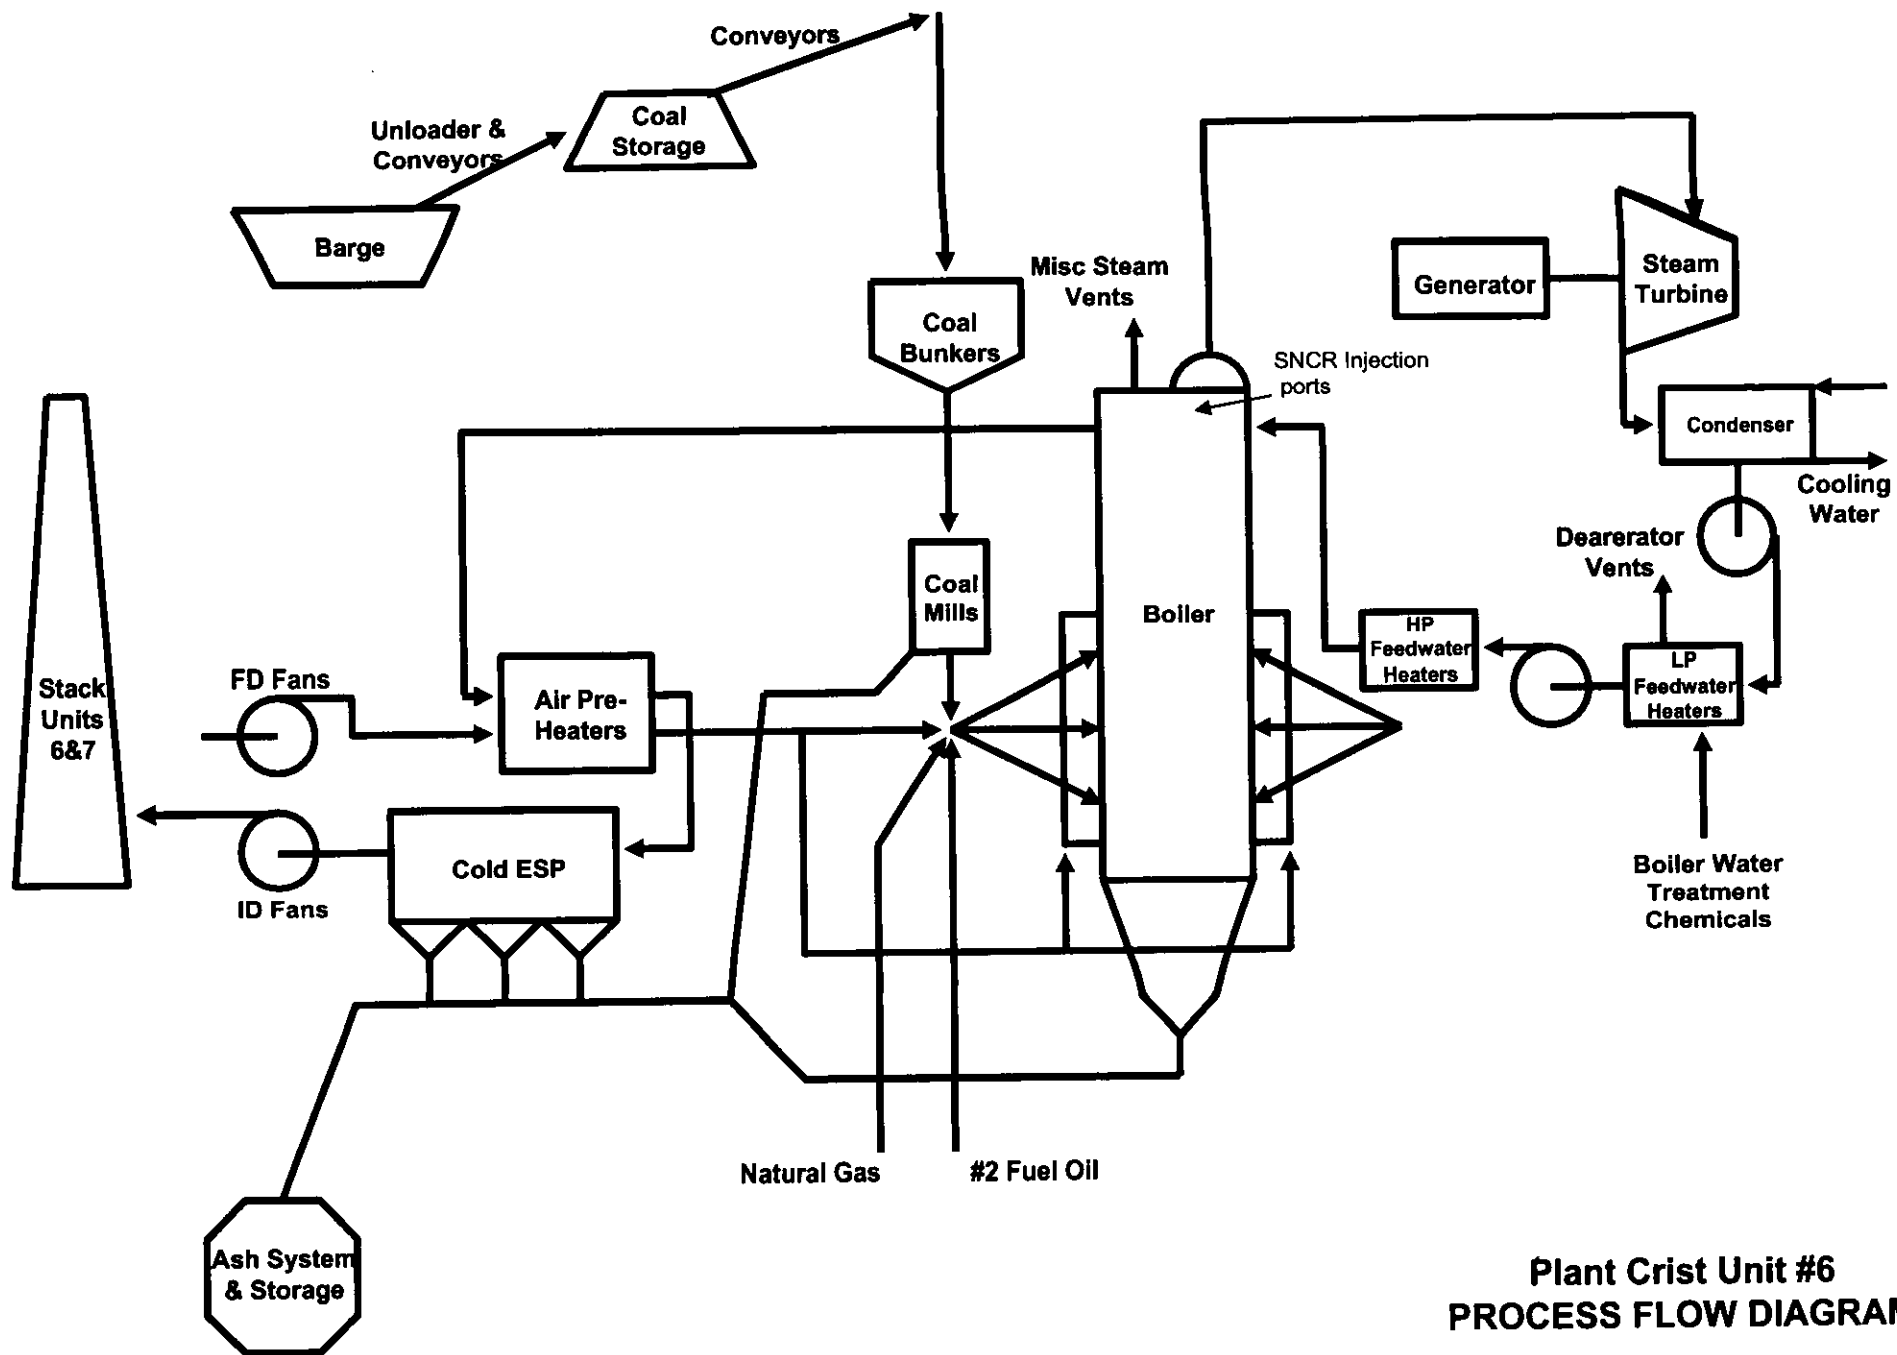 Conveyors
Unloader &
Conveyors
Coal
Storage
Barge
Misc Steam
Vents
Coal
Bunkers
SNCR Injection
ports
Generator
Steam
Turbine
Condenser
Cooling
Water
Dearerator
Vents
Coal
Mills
Boiler
HP
Feedwater
Heaters
LP
Feedwater
Heaters
Stack
Units
6&7
FD Fans
Air Pre-
Heaters
Cold ESP
ID Fans
Boiler Water
Treatment
Chemicals
Natural Gas
#2 Fuel Oil
Ash System
& Storage
Plant Crist Unit #6
PROCESS FLOW DIAGRAM